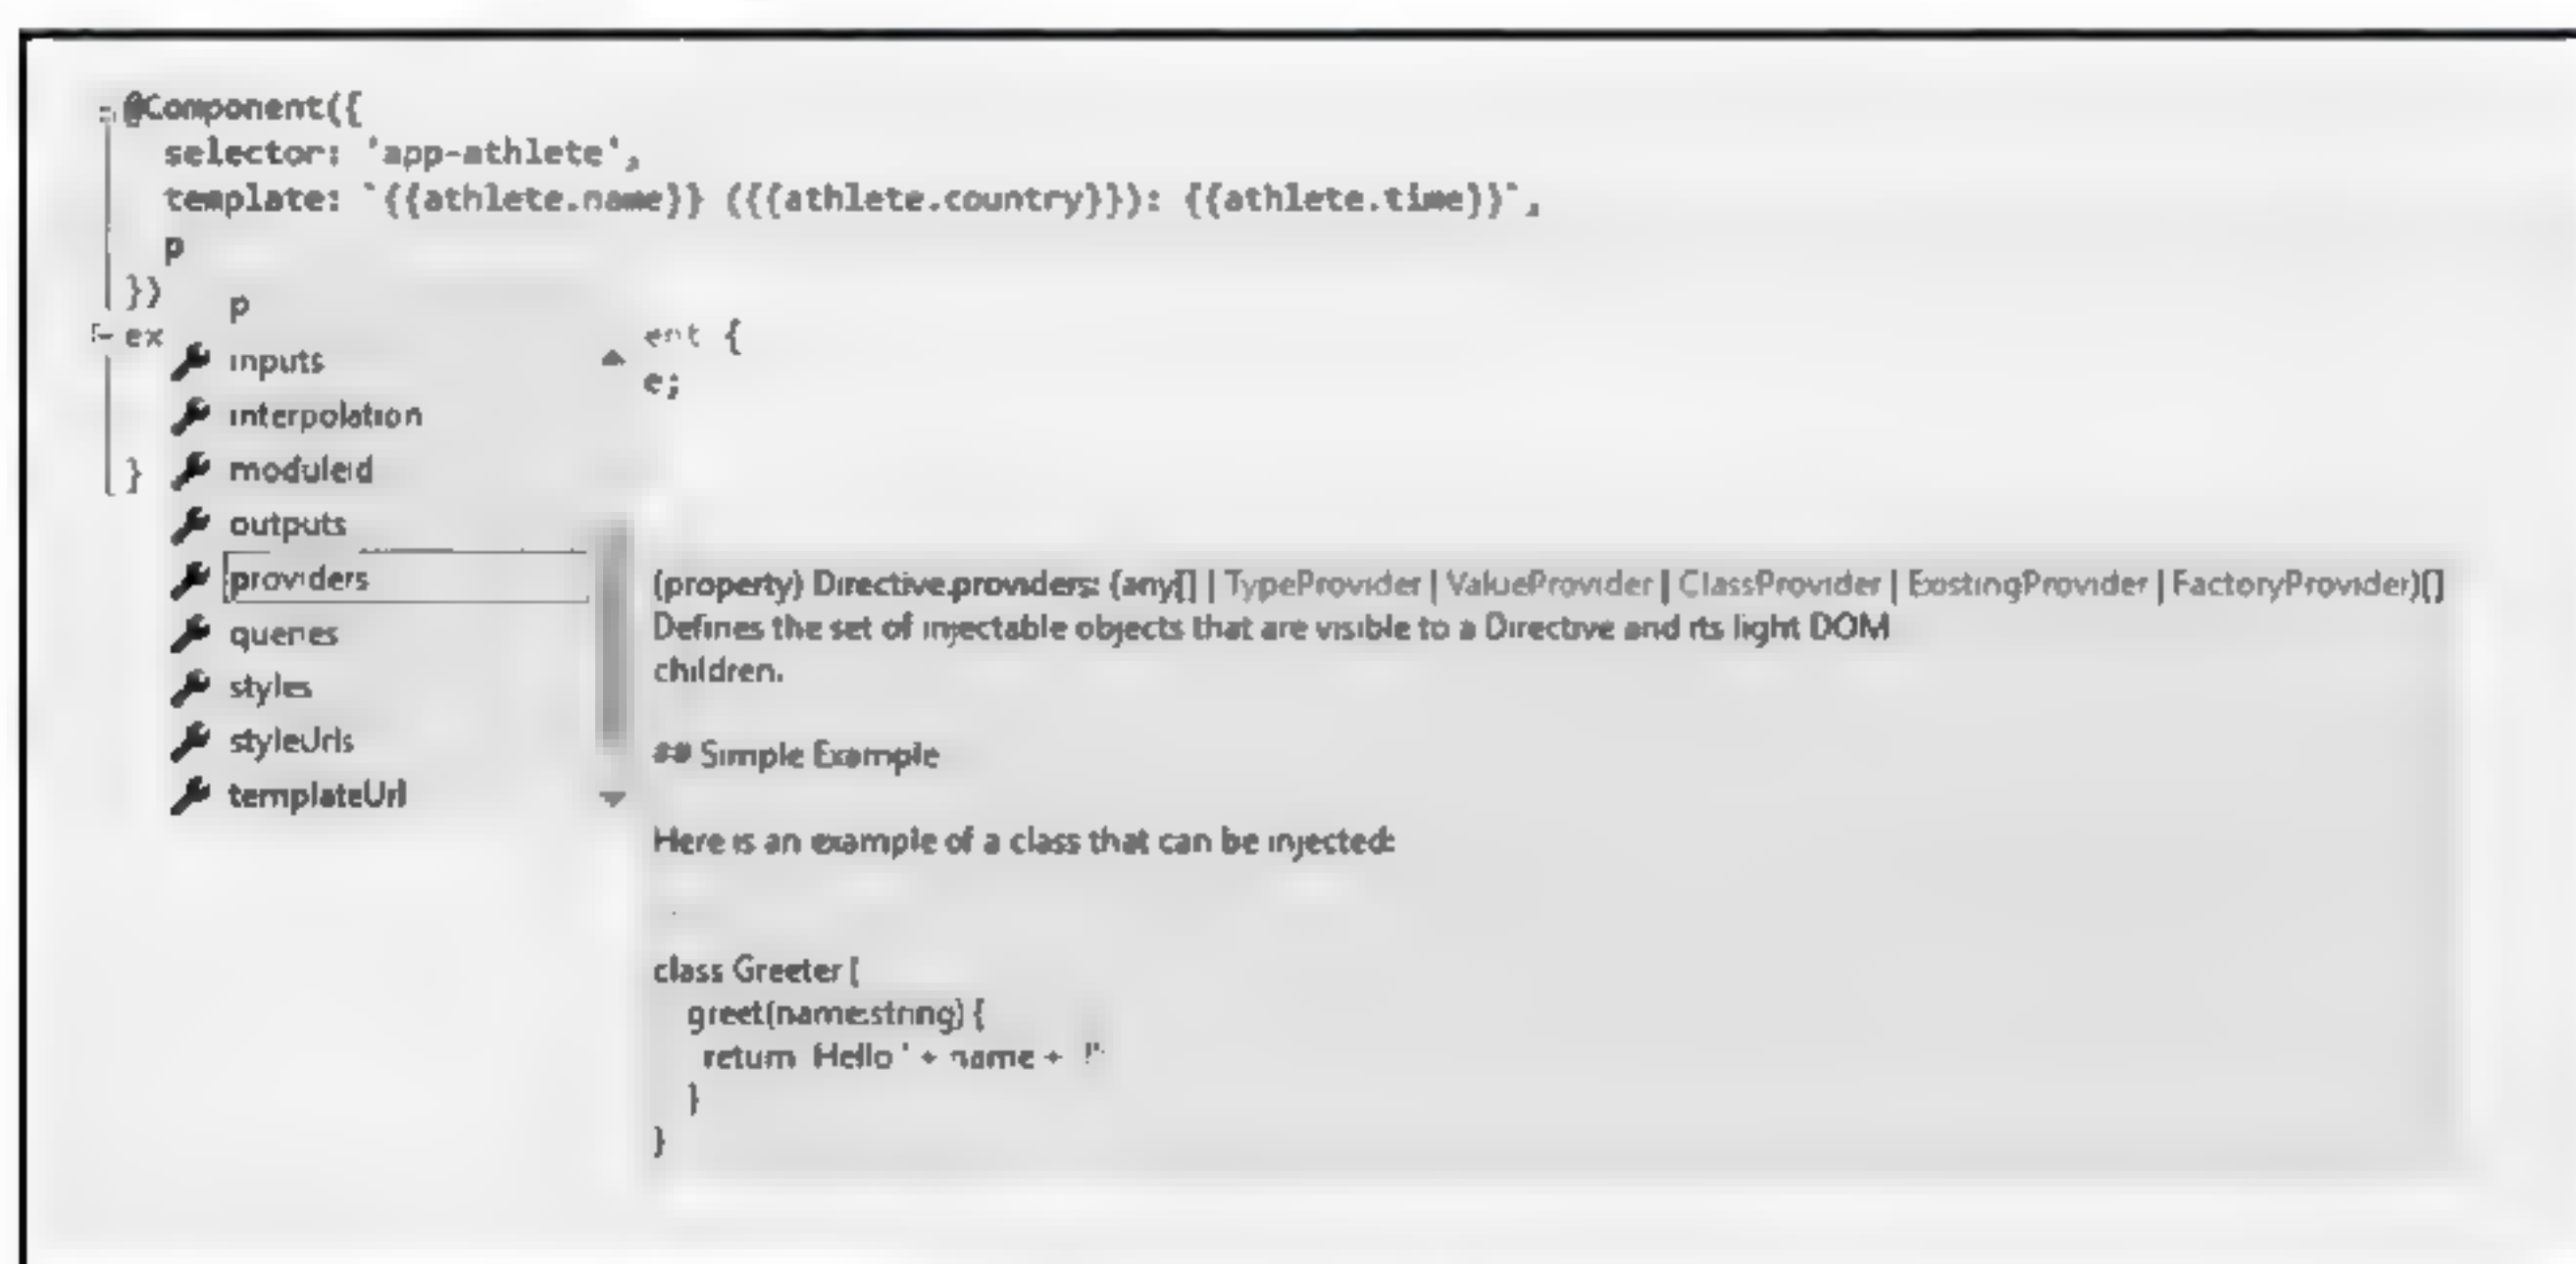 @Component({
selector: 'app-athlete',
template: `{{athlete.name}} ({{athlete.country}}): {{athlete.time}}`,
p
})
p
ex
ent {
inputs
e;
interpolation
}
moduleId
outputs
providers
(property) Directive.providers: (any[] | TypeProvider | ValueProvider | ClassProvider | ExistingProvider | FactoryProvider)[]
queries
Defines the set of injectable objects that are visible to a Directive and its light DOM
children.
styles
styleUrls
## Simple Example
templateUrl
Here is an example of a class that can be injected:
class Greeter {
greet(name:string) {
return 'Hello ' + name + '!';
}
}